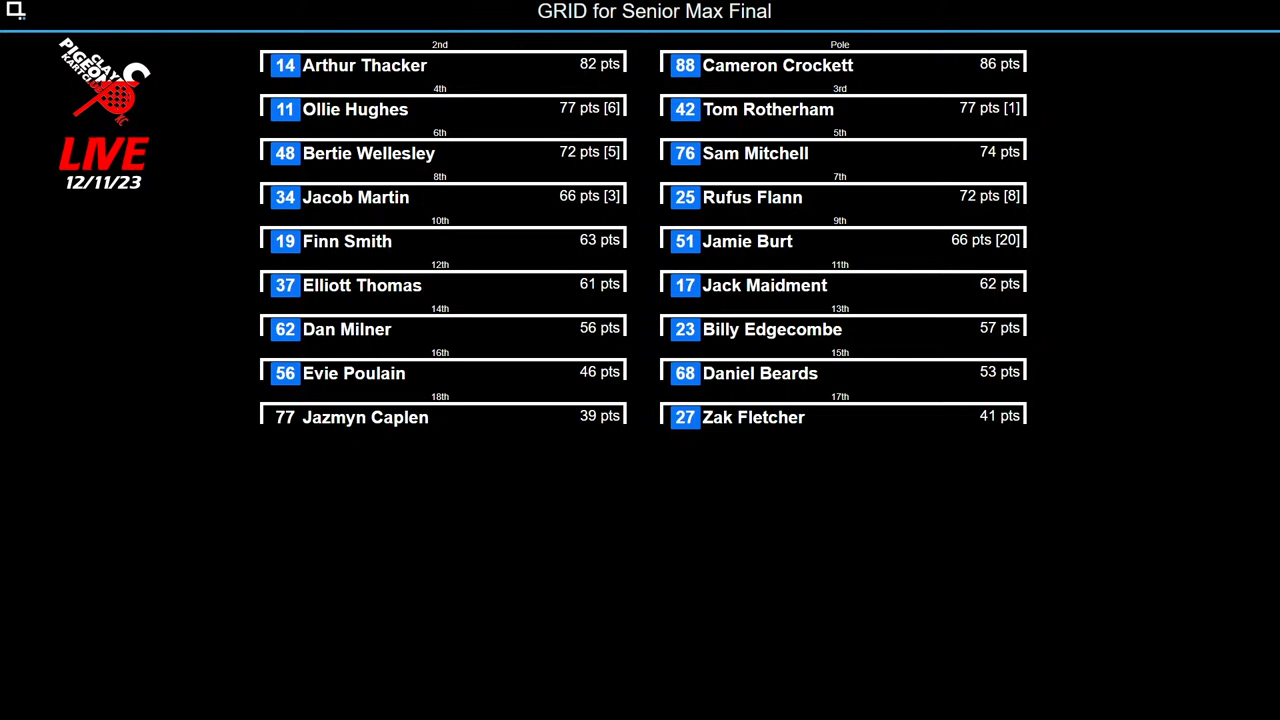 GRID for Senior Max Final
CLAY
PIGEON
KART CLUB
LIVE
12/11/23
2nd
14 Arthur Thacker 82 pts
Pole
88 Cameron Crockett 86 pts
4th
11 Ollie Hughes 77 pts [6]
3rd
42 Tom Rotherham 77 pts [1]
6th
48 Bertie Wellesley 72 pts [5]
5th
76 Sam Mitchell 74 pts
8th
34 Jacob Martin 66 pts [3]
7th
25 Rufus Flann 72 pts [8]
10th
19 Finn Smith 63 pts
9th
51 Jamie Burt 66 pts [20]
12th
37 Elliott Thomas 61 pts
11th
17 Jack Maidment 62 pts
14th
62 Dan Milner 56 pts
13th
23 Billy Edgecombe 57 pts
16th
56 Evie Poulain 46 pts
15th
68 Daniel Beards 53 pts
18th
77 Jazmyn Caplen 39 pts
17th
27 Zak Fletcher 41 pts